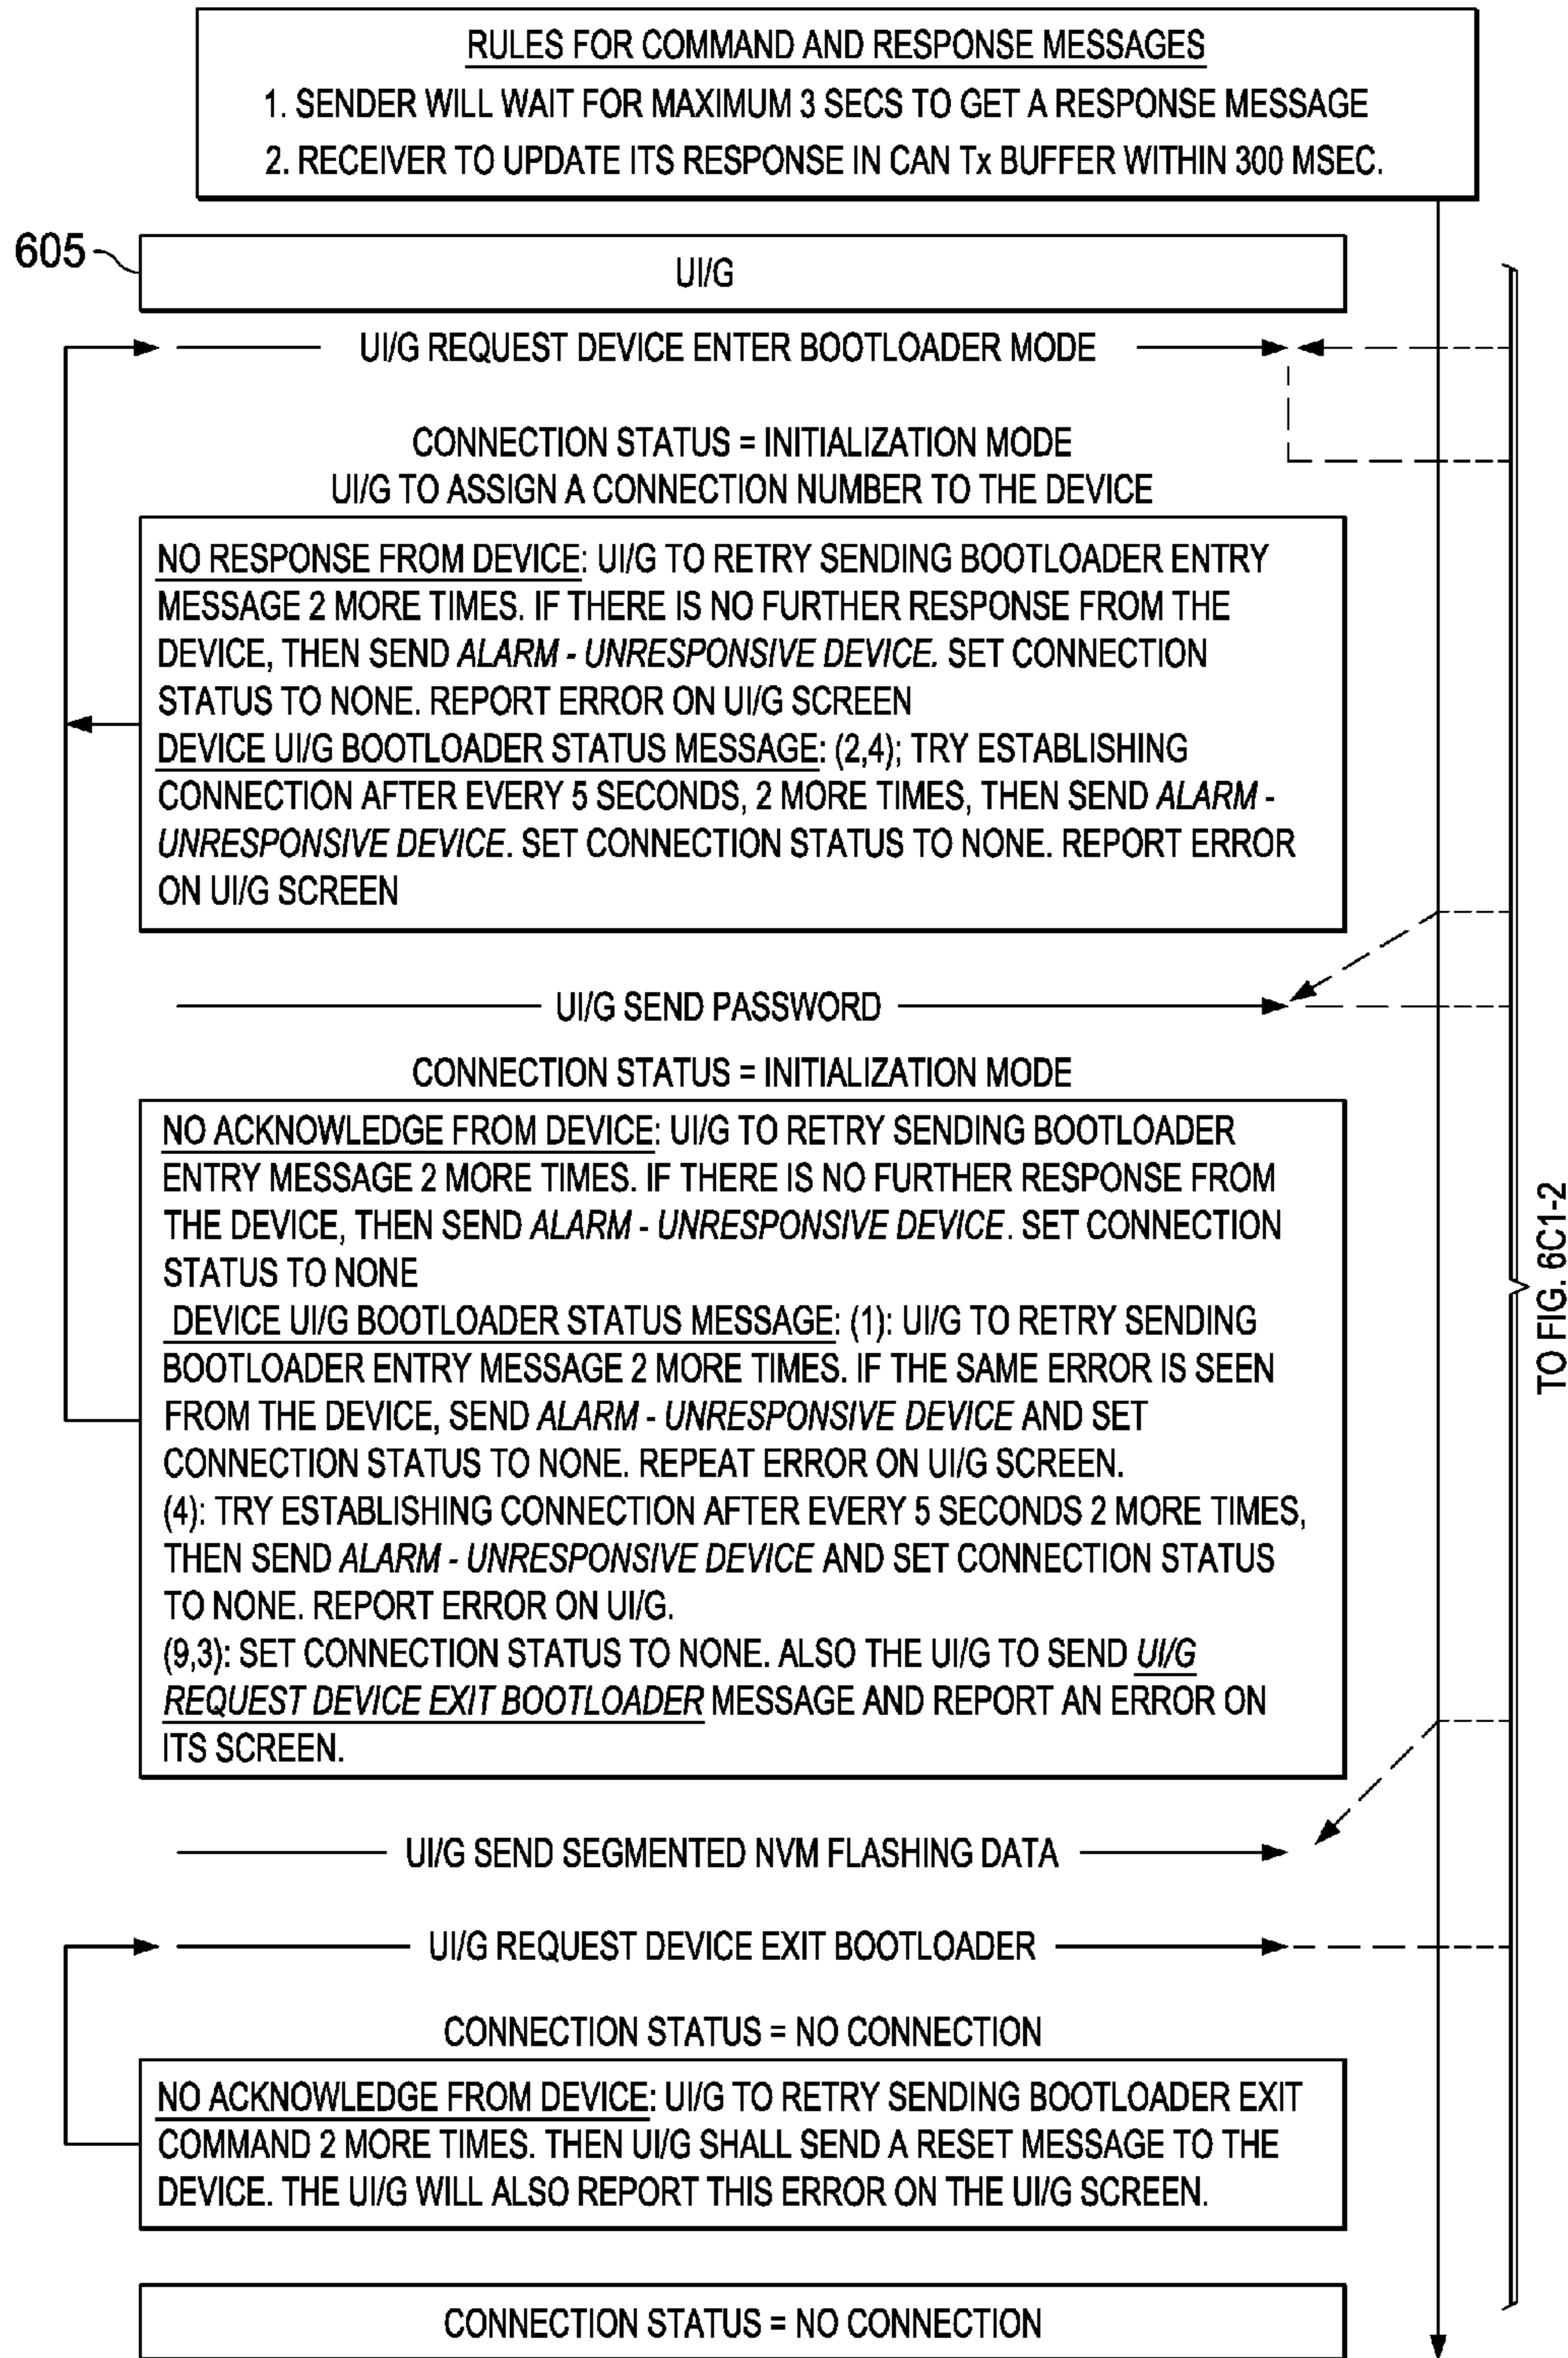 RULES FOR COMMAND AND RESPONSE MESSAGES
1. SENDER WILL WAIT FOR MAXIMUM 3 SECS TO GET A RESPONSE MESSAGE
2. RECEIVER TO UPDATE ITS RESPONSE IN CAN Tx BUFFER WITHIN 300 MSEC.
605
UI/G
UI/G REQUEST DEVICE ENTER BOOTLOADER MODE
CONNECTION STATUS = INITIALIZATION MODE
UI/G TO ASSIGN A CONNECTION NUMBER TO THE DEVICE
NO RESPONSE FROM DEVICE: UI/G TO RETRY SENDING BOOTLOADER ENTRY
MESSAGE 2 MORE TIMES. IF THERE IS NO FURTHER RESPONSE FROM THE
DEVICE, THEN SEND ALARM - UNRESPONSIVE DEVICE. SET CONNECTION
STATUS TO NONE. REPORT ERROR ON UI/G SCREEN
DEVICE UI/G BOOTLOADER STATUS MESSAGE: (2,4); TRY ESTABLISHING
CONNECTION AFTER EVERY 5 SECONDS, 2 MORE TIMES, THEN SEND ALARM -
UNRESPONSIVE DEVICE. SET CONNECTION STATUS TO NONE. REPORT ERROR
ON UI/G SCREEN
UI/G SEND PASSWORD
CONNECTION STATUS = INITIALIZATION MODE
NO ACKNOWLEDGE FROM DEVICE: UI/G TO RETRY SENDING BOOTLOADER
ENTRY MESSAGE 2 MORE TIMES. IF THERE IS NO FURTHER RESPONSE FROM
THE DEVICE, THEN SEND ALARM - UNRESPONSIVE DEVICE. SET CONNECTION
STATUS TO NONE
DEVICE UI/G BOOTLOADER STATUS MESSAGE: (1): UI/G TO RETRY SENDING
BOOTLOADER ENTRY MESSAGE 2 MORE TIMES. IF THE SAME ERROR IS SEEN
FROM THE DEVICE, SEND ALARM - UNRESPONSIVE DEVICE AND SET
CONNECTION STATUS TO NONE. REPEAT ERROR ON UI/G SCREEN.
(4): TRY ESTABLISHING CONNECTION AFTER EVERY 5 SECONDS 2 MORE TIMES,
THEN SEND ALARM - UNRESPONSIVE DEVICE AND SET CONNECTION STATUS
TO NONE. REPORT ERROR ON UI/G.
(9,3): SET CONNECTION STATUS TO NONE. ALSO THE UI/G TO SEND UI/G
REQUEST DEVICE EXIT BOOTLOADER MESSAGE AND REPORT AN ERROR ON
ITS SCREEN.
UI/G SEND SEGMENTED NVM FLASHING DATA
UI/G REQUEST DEVICE EXIT BOOTLOADER
CONNECTION STATUS = NO CONNECTION
NO ACKNOWLEDGE FROM DEVICE: UI/G TO RETRY SENDING BOOTLOADER EXIT
COMMAND 2 MORE TIMES. THEN UI/G SHALL SEND A RESET MESSAGE TO THE
DEVICE. THE UI/G WILL ALSO REPORT THIS ERROR ON THE UI/G SCREEN.
CONNECTION STATUS = NO CONNECTION
TO FIG. 6C1-2